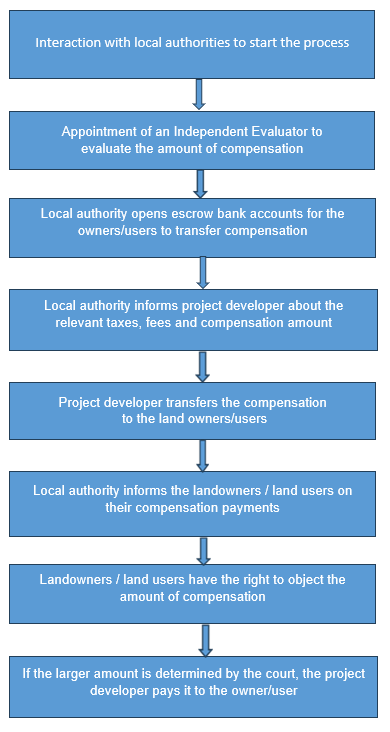 Interaction with local authorities to start the process
Appointment of an Independent Evaluator to
evaluate the amount of compensation
Local authority opens escrow bank accounts for the
owners/users to transfer compensation
Local authority informs project developer about the
relevant taxes, fees and compensation amount
Project developer transfers the compensation
to the land owners/users
Local authority informs the landowners / land users on
their compensation payments
Landowners / land users have the right to object the
amount of compensation
If the larger amount is determined by the court, the project
developer pays it to the owner/user